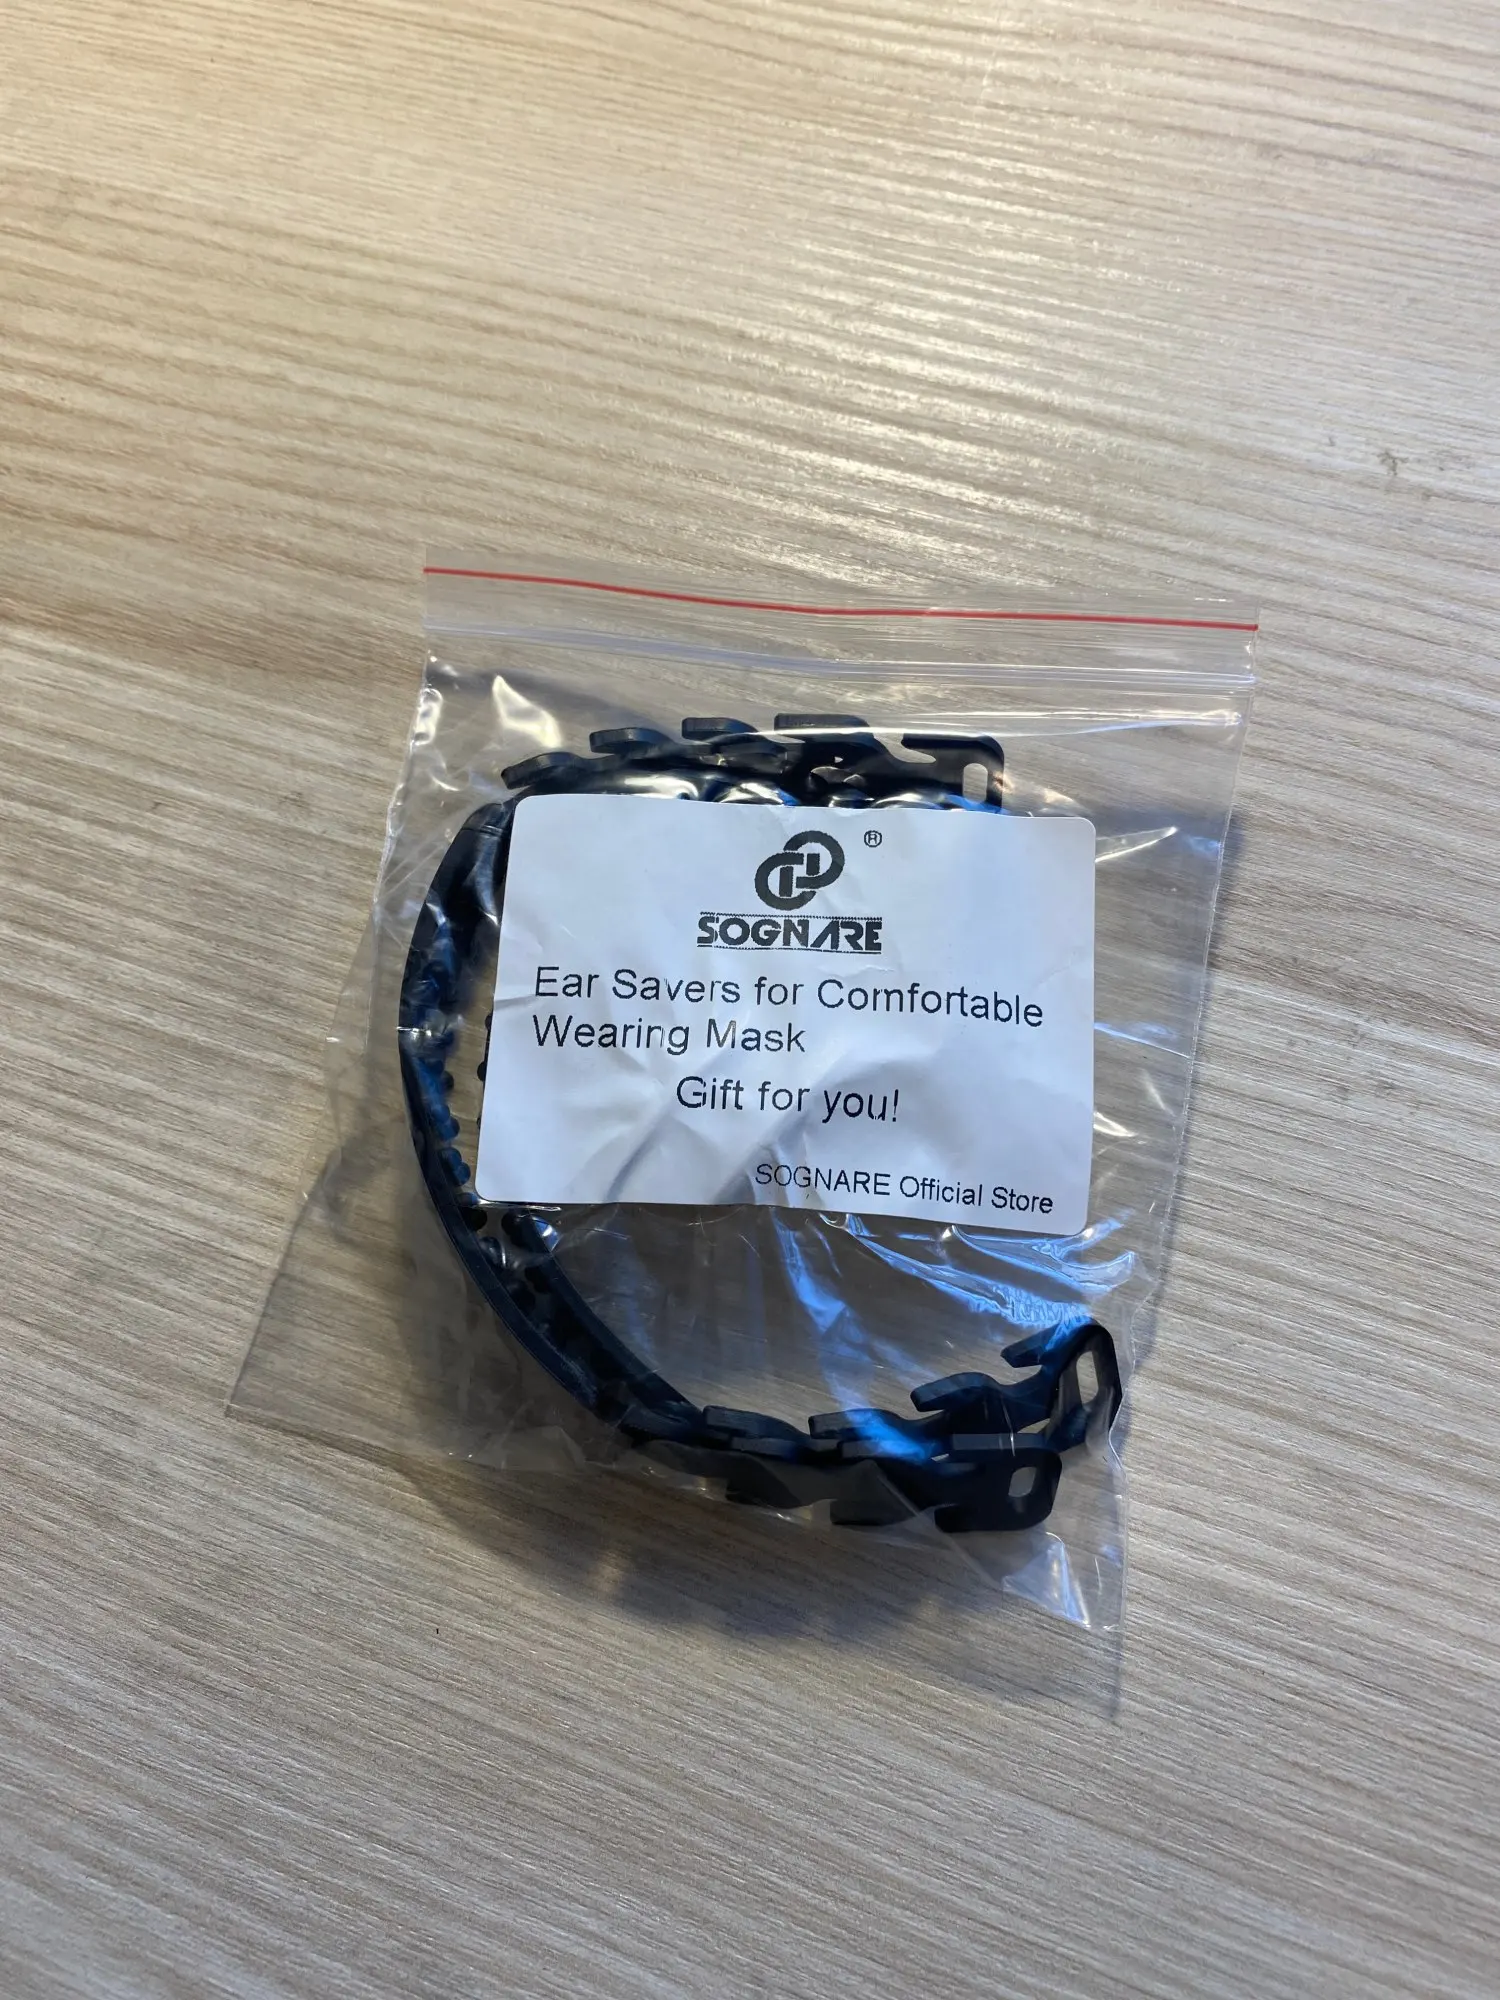 ®
SOGNARE
Ear Savers for Comfortable
Wearing Mask
Gift for you!
SOGNARE Official Store